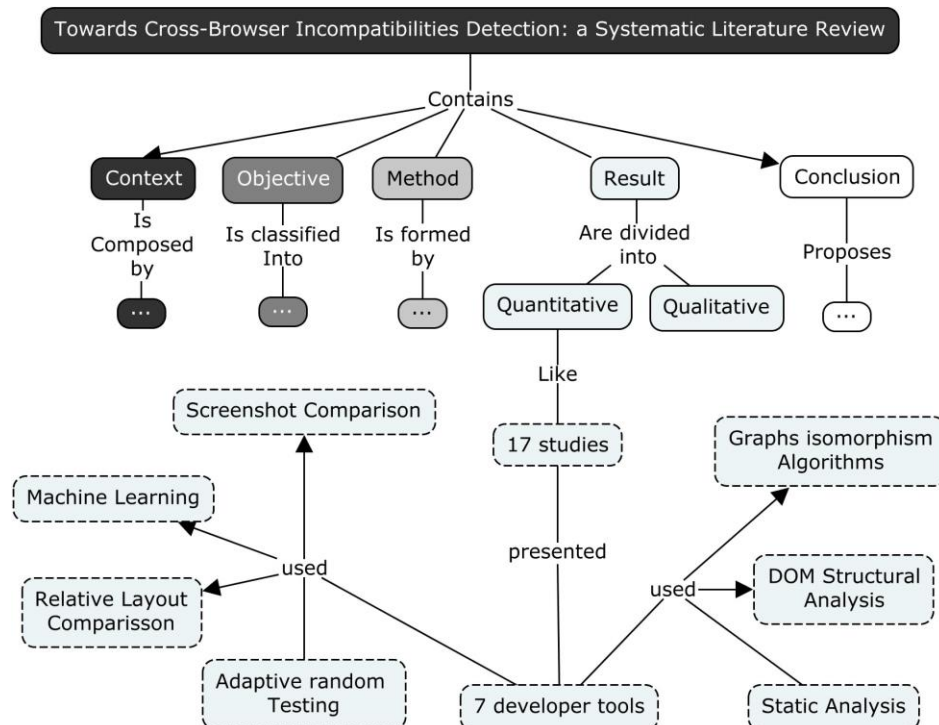 Towards Cross-Browser Incompatibilities Detection: a Systematic Literature Review
Contains
Context
Objective
Method
Result
Conclusion
Is
Composed
by
Is classified
Into
Is formed
by
Are divided
into
Proposes
...
...
...
Quantitative
Qualitative
...
Like
Screenshot Comparison
17 studies
Graphs isomorphism
Algorithms
Machine Learning
used
presented
used
DOM Structural
Analysis
Relative Layout
Comparisson
Adaptive random
Testing
7 developer tools
Static Analysis